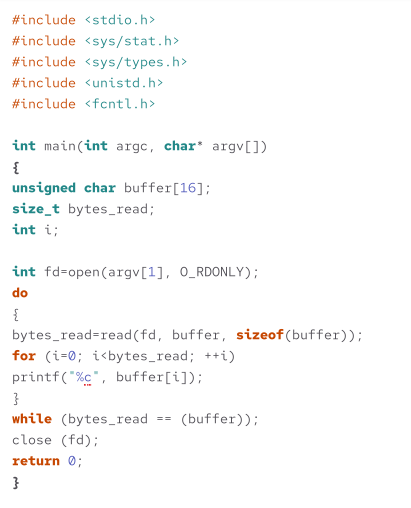 #include <stdio.h>
#include <sys/stat.h>
#include <sys/types.h>
#include <unistd.h>
#include <fcntl.h>
int main(int argc, char* argv[])
{
unsigned char buffer[16];
size_t bytes_read;
int i;
int fd=open(argv[1], O_RDONLY);
do
{
bytes_read=read(fd, buffer, sizeof(buffer));
for (i=0; i<bytes_read; ++i)
printf("%c", buffer[i]);
}
while (bytes_read == (buffer));
close (fd);
return 0;
}